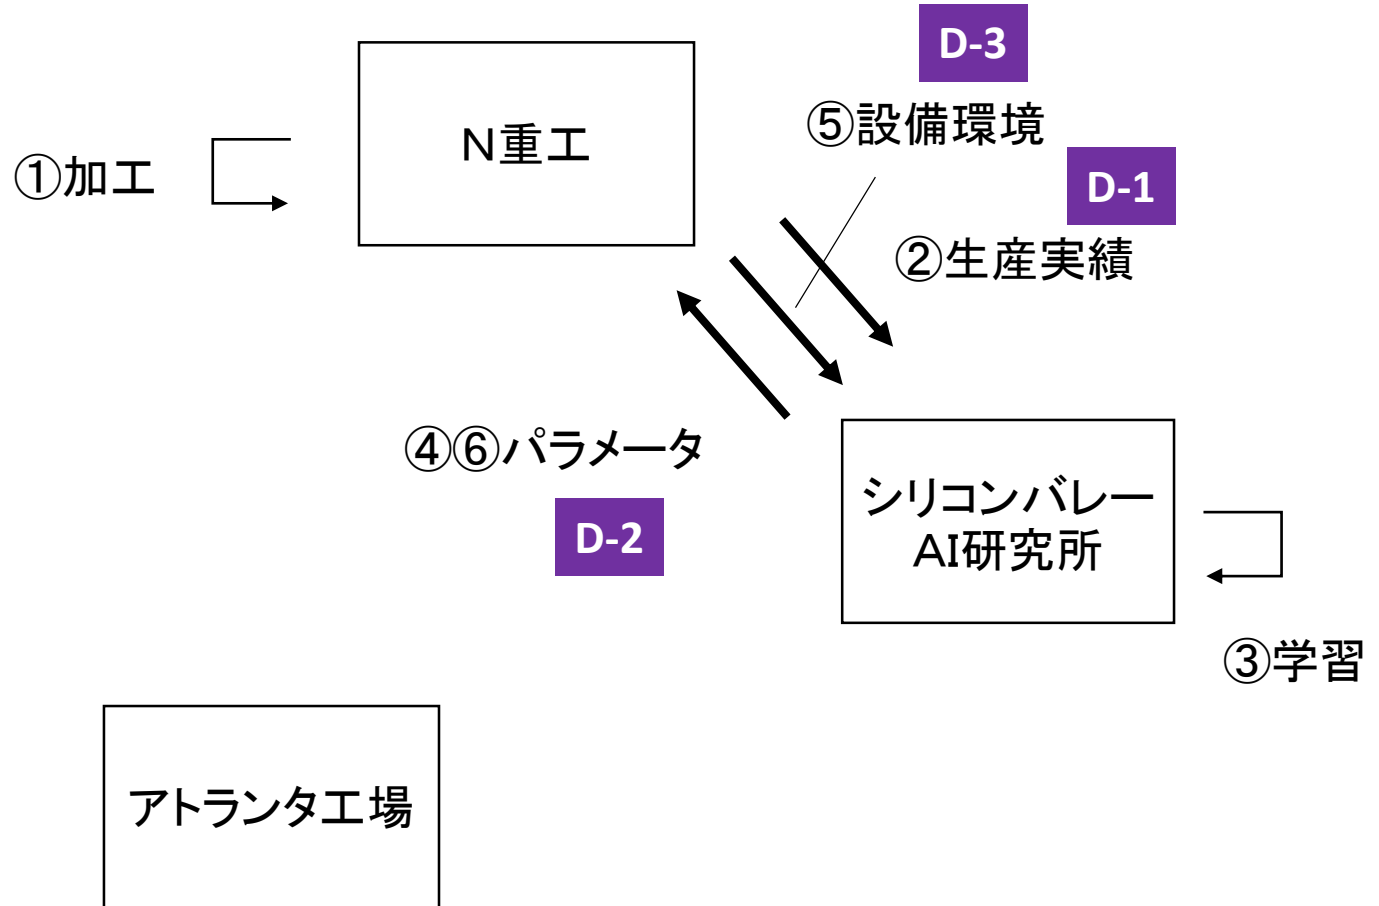 D-3
⑤設備環境
N重工
D-1
①加工
②生産実績
④⑥パラメータ
D-2
シリコンバレー
AI研究所
③学習
アトランタ工場